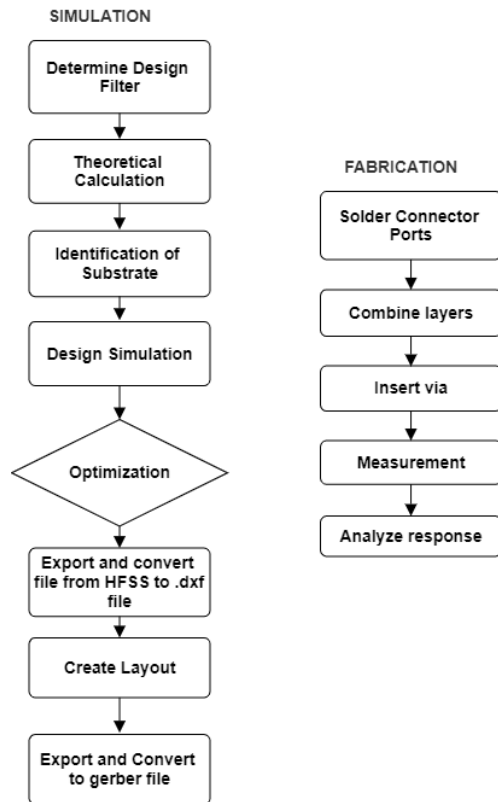 SIMULATION
Determine Design
Filter
Theoretical
Calculation
Identification of
Substrate
Design Simulation
Optimization
Export and convert
file from HFSS to .dxf
file
Create Layout
Export and Convert
to gerber file
FABRICATION
Solder Connector
Ports
Combine layers
Insert via
Measurement
Analyze response